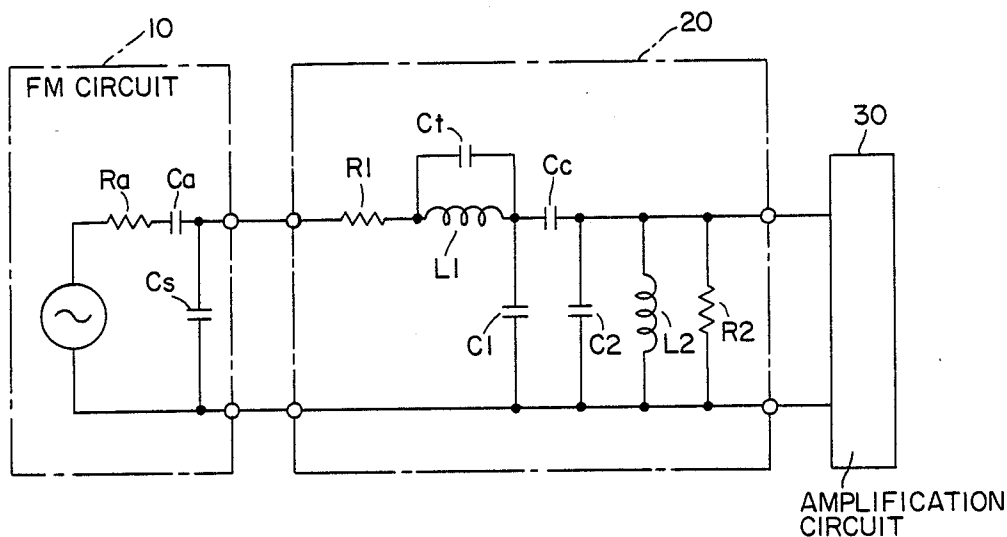 10
20
FM CIRCUIT
30
Ct
Ra
Ca
R1
Cc
L1
Cs
C1
C2
L2
R2
AMPLIFICATION
CIRCUIT